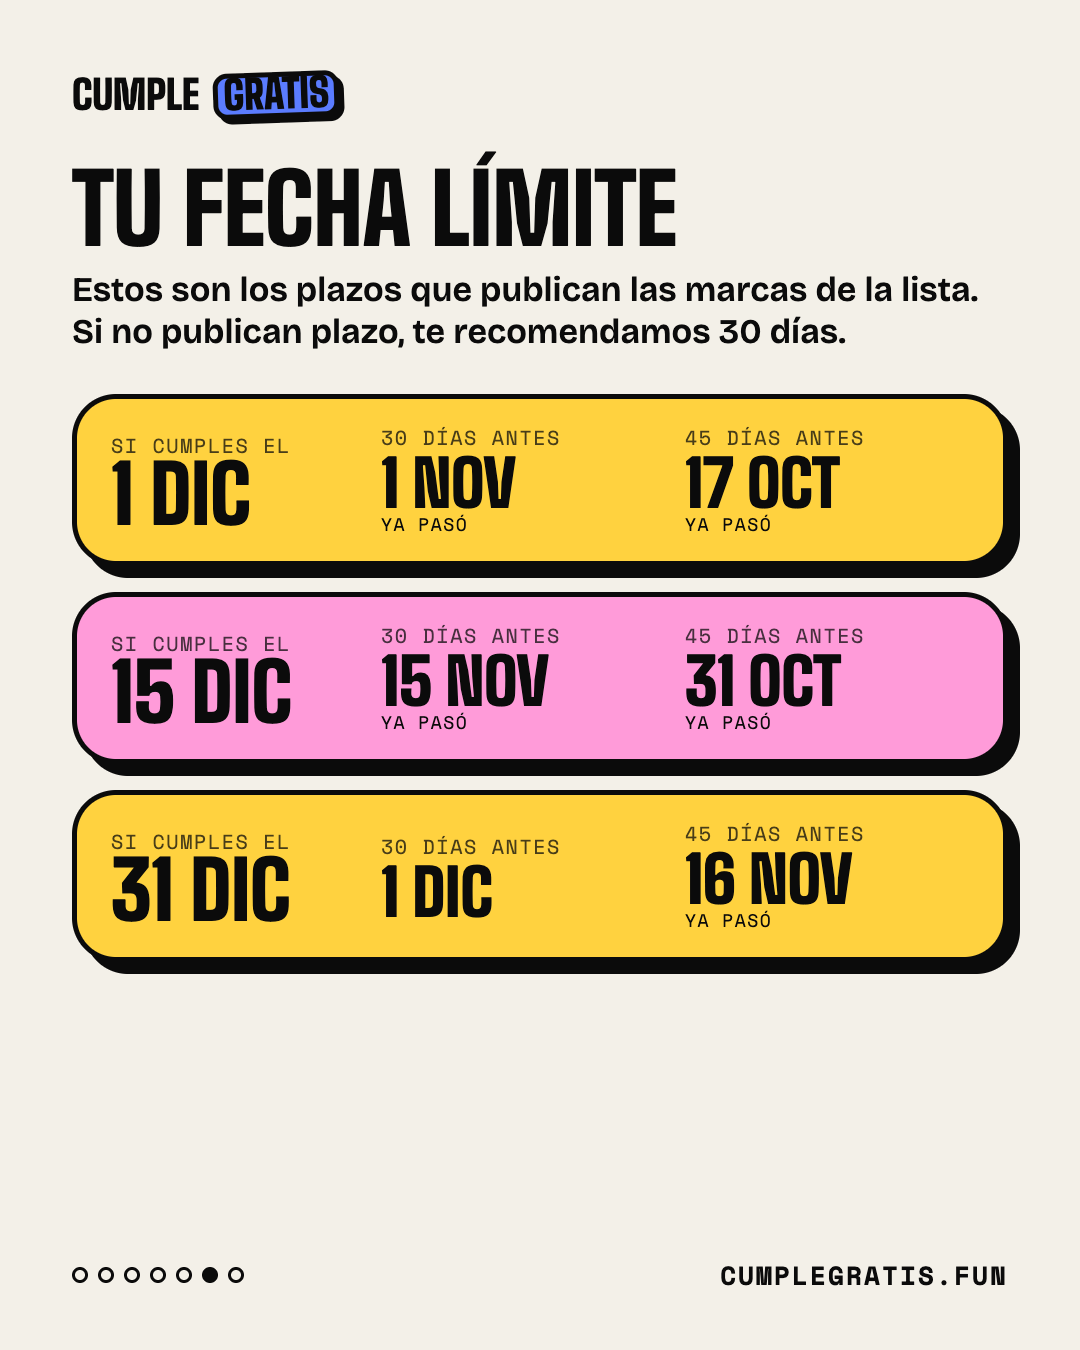 CUMPLE GRATIS
TU FECHA LÍMITE
Estos son los plazos que publican las marcas de la lista.
Si no publican plazo, te recomendamos 30 días.
SI CUMPLES EL
1 DIC
30 DÍAS ANTES
1 NOV
YA PASÓ
45 DÍAS ANTES
17 OCT
YA PASÓ
SI CUMPLES EL
15 DIC
30 DÍAS ANTES
15 NOV
YA PASÓ
45 DÍAS ANTES
31 OCT
YA PASÓ
SI CUMPLES EL
31 DIC
30 DÍAS ANTES
1 DIC
45 DÍAS ANTES
16 NOV
YA PASÓ
CUMPLEGRATIS.FUN